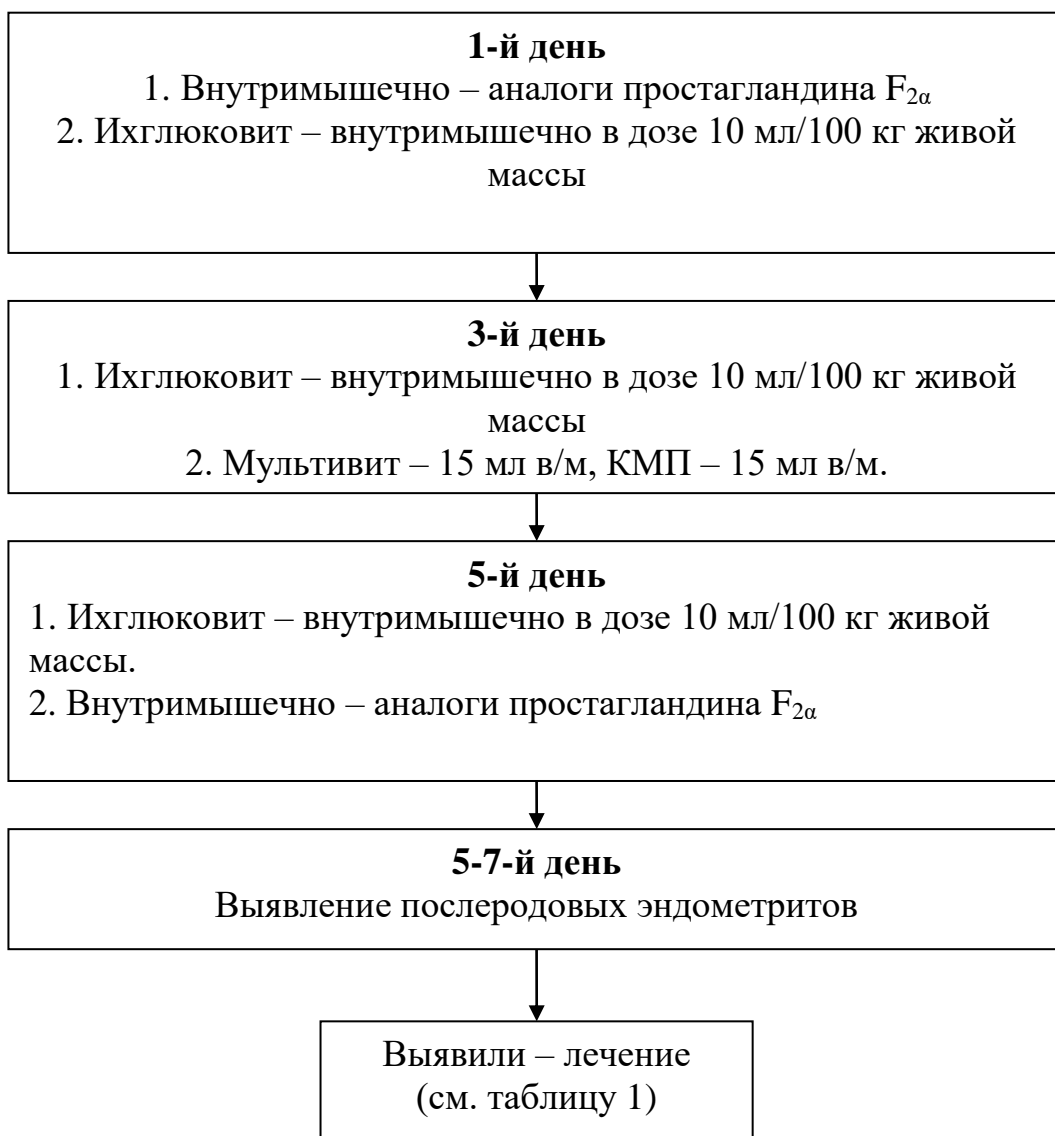 1-й день
1. Внутримышечно – аналоги простагландина F2α
2. Ихглюковит – внутримышечно в дозе 10 мл/100 кг живой
массы
3-й день
1. Ихглюковит – внутримышечно в дозе 10 мл/100 кг живой
массы
2. Мультивит – 15 мл в/м, КМП – 15 мл в/м.
5-й день
1. Ихглюковит – внутримышечно в дозе 10 мл/100 кг живой
массы.
2. Внутримышечно – аналоги простагландина F2α
5-7-й день
Выявление послеродовых эндометритов
Выявили – лечение
(см. таблицу 1)